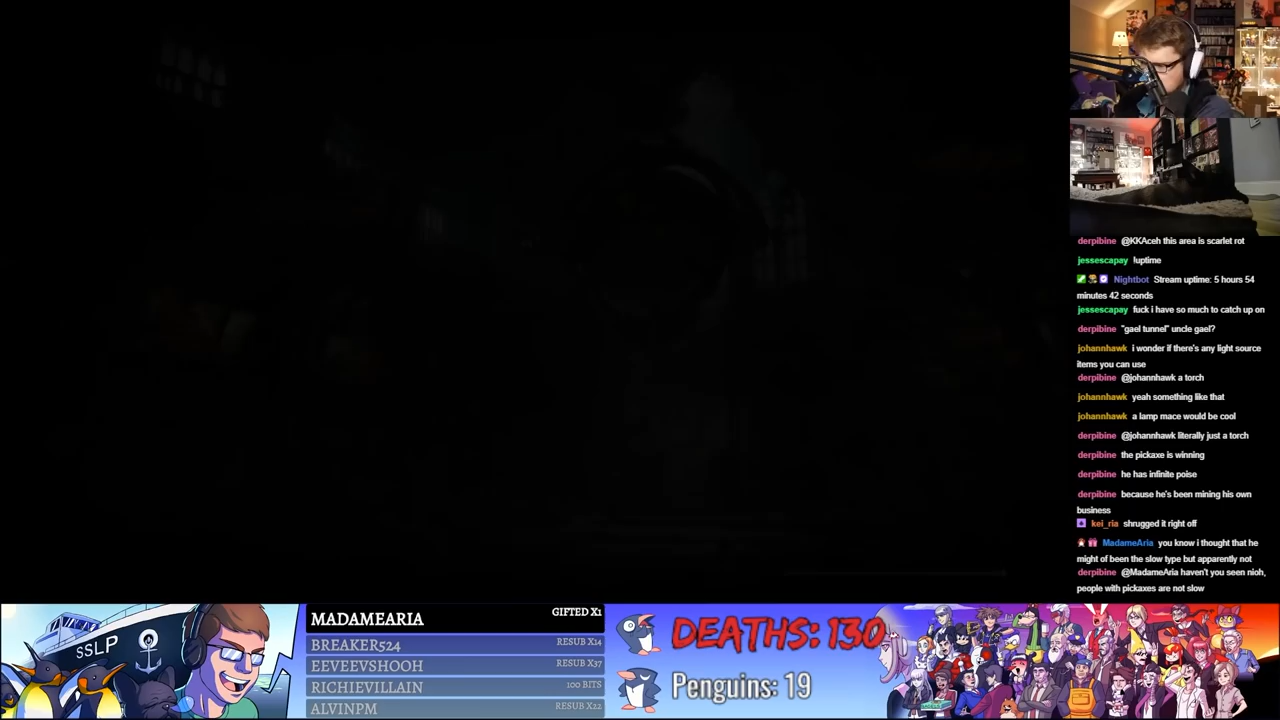 derpibine @KKAceh this area is scarlet rot
jessescapay !uptime
Nightbot Stream uptime: 5 hours 54
minutes 42 seconds
jessescapay fuck i have so much to catch up on
derpibine "gael tunnel" uncle gael?
johannhawk i wonder if there's any light source
items you can use
derpibine @johannhawk a torch
johannhawk yeah something like that
johannhawk a lamp mace would be cool
derpibine @johannhawk literally just a torch
derpibine the pickaxe is winning
derpibine he has infinite poise
derpibine because he's been mining his own
business
kei_ria shrugged it right off
MadameAria you know i thought that he
might of been the slow type but apparently not
derpibine @MadameAria haven't you seen nioh,
people with pickaxes are not slow
SSLP
MADAMEARIA GIFTED X1
BREAKER524 RESUB X14
EEVEEVSHOOH RESUB X37
RICHIEVILLAIN 100 BITS
ALVINPM RESUB X22
DEATHS: 130
Penguins: 19